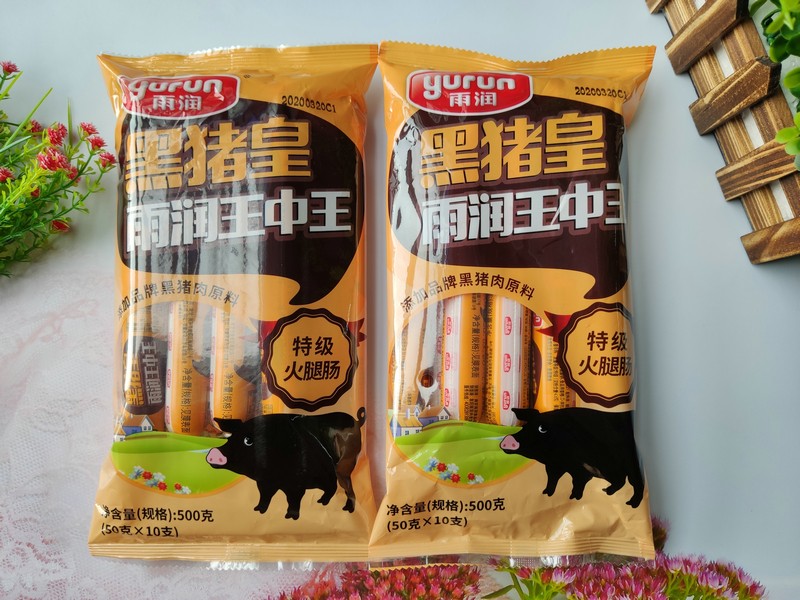 yurun
雨润
20200320C1
黑猪皇
雨润王中王
添加品牌黑猪肉原料
特级
火腿肠
净含量(规格):500克
(50克×10支)
yurun
雨润
20200320C1
黑猪皇
雨润王中王
添加品牌黑猪肉原料
特级
火腿肠
净含量(规格):500克
(50克×10支)